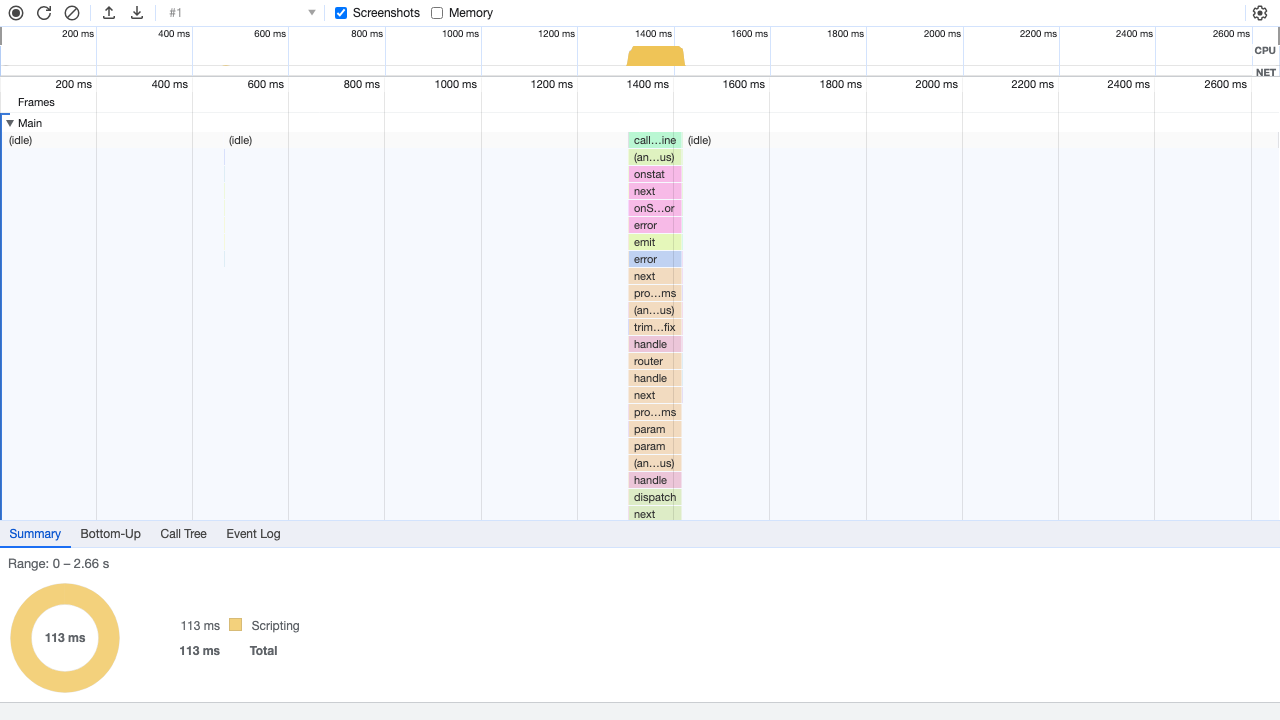 #1 Screenshots Memory
200 ms 400 ms 600 ms 800 ms 1000 ms 1200 ms 1400 ms 1600 ms 1800 ms 2000 ms 2200 ms 2400 ms 2600 ms
CPU
NET
200 ms 400 ms 600 ms 800 ms 1000 ms 1200 ms 1400 ms 1600 ms 1800 ms 2000 ms 2200 ms 2400 ms 2600 ms
Frames
Main
(idle) (idle) call…ine (idle)
(an…us)
onstat
next
onS…or
error
emit
error
next
pro…ms
(an…us)
trim…fix
handle
router
handle
next
pro…ms
param
param
(an…us)
handle
dispatch
next
Summary Bottom-Up Call Tree Event Log
Range: 0 – 2.66 s
113 ms
113 ms Scripting
113 ms Total